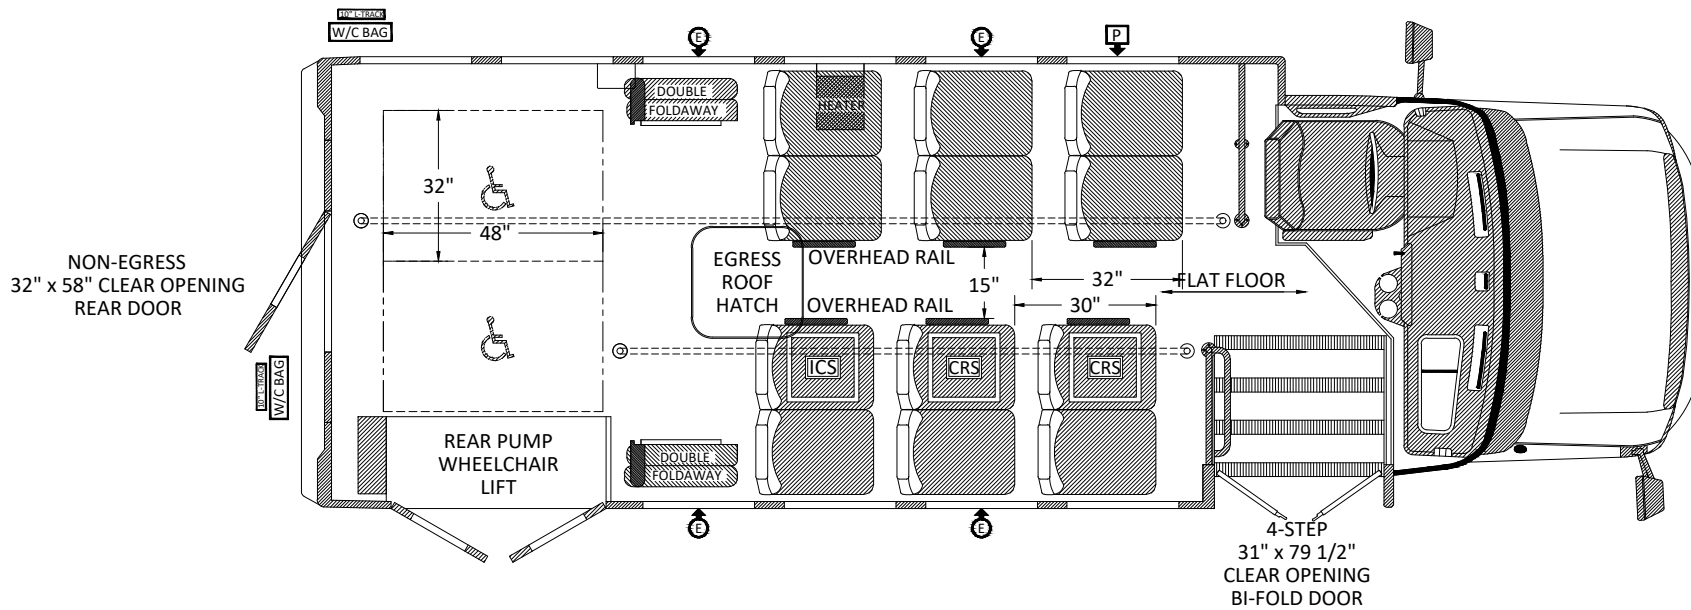 10" L-TRACK
W/C BAG
E
E
P
DOUBLE
FOLDAWAY
HEATER
32"
48"
NON-EGRESS
32" x 58" CLEAR OPENING
REAR DOOR
EGRESS
ROOF
HATCH
OVERHEAD RAIL
OVERHEAD RAIL
15"
32"
30"
FLAT FLOOR
ICS
CRS
CRS
10" L-TRACK
W/C BAG
REAR PUMP
WHEELCHAIR
LIFT
DOUBLE
FOLDAWAY
E
E
4-STEP
31" x 79 1/2"
CLEAR OPENING
BI-FOLD DOOR